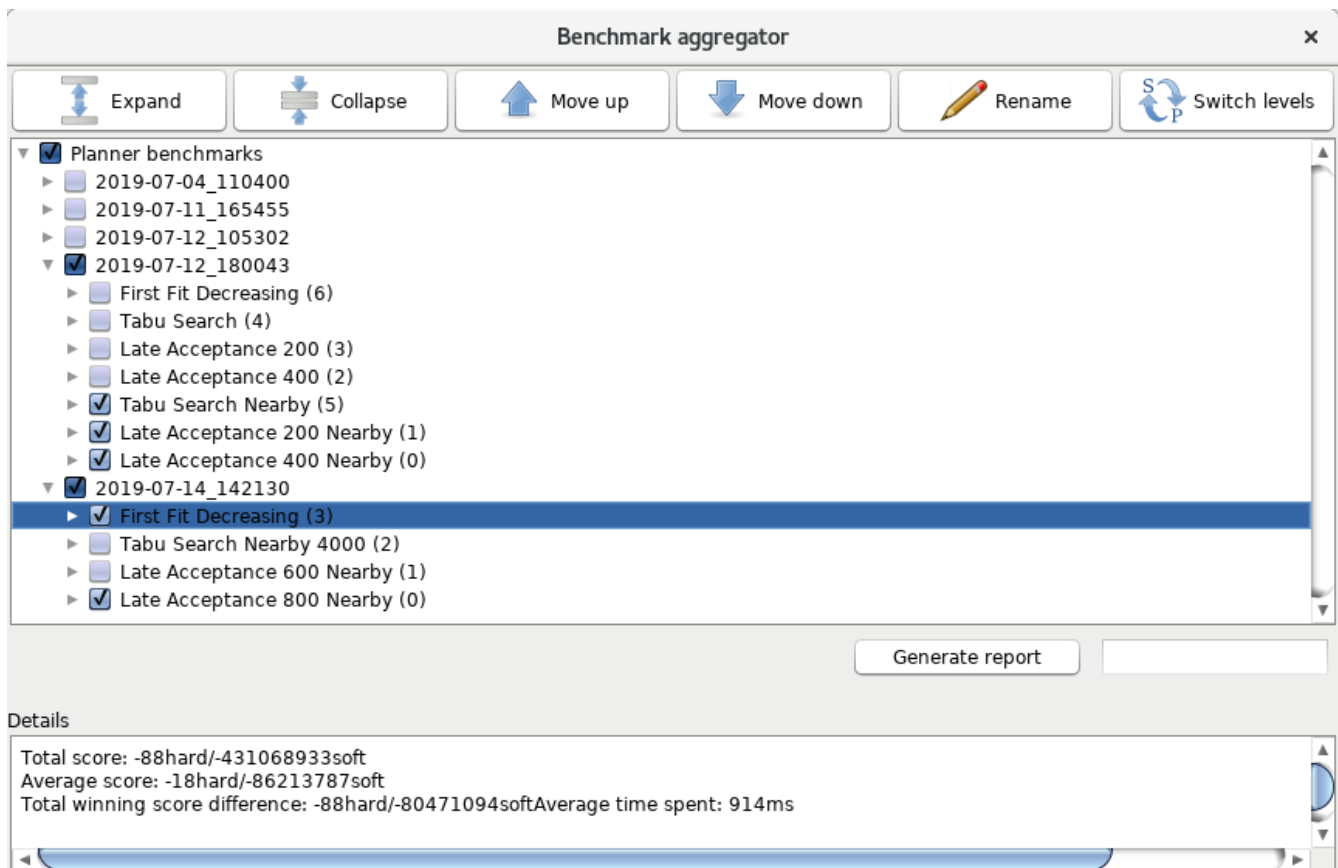 Benchmark aggregator ×
Expand Collapse Move up Move down Rename S P Switch levels
Planner benchmarks
2019-07-04_110400
2019-07-11_165455
2019-07-12_105302
2019-07-12_180043
First Fit Decreasing (6)
Tabu Search (4)
Late Acceptance 200 (3)
Late Acceptance 400 (2)
Tabu Search Nearby (5)
Late Acceptance 200 Nearby (1)
Late Acceptance 400 Nearby (0)
2019-07-14_142130
First Fit Decreasing (3)
Tabu Search Nearby 4000 (2)
Late Acceptance 600 Nearby (1)
Late Acceptance 800 Nearby (0)
Generate report
Details
Total score: -88hard/-431068933soft
Average score: -18hard/-86213787soft
Total winning score difference: -88hard/-80471094softAverage time spent: 914ms